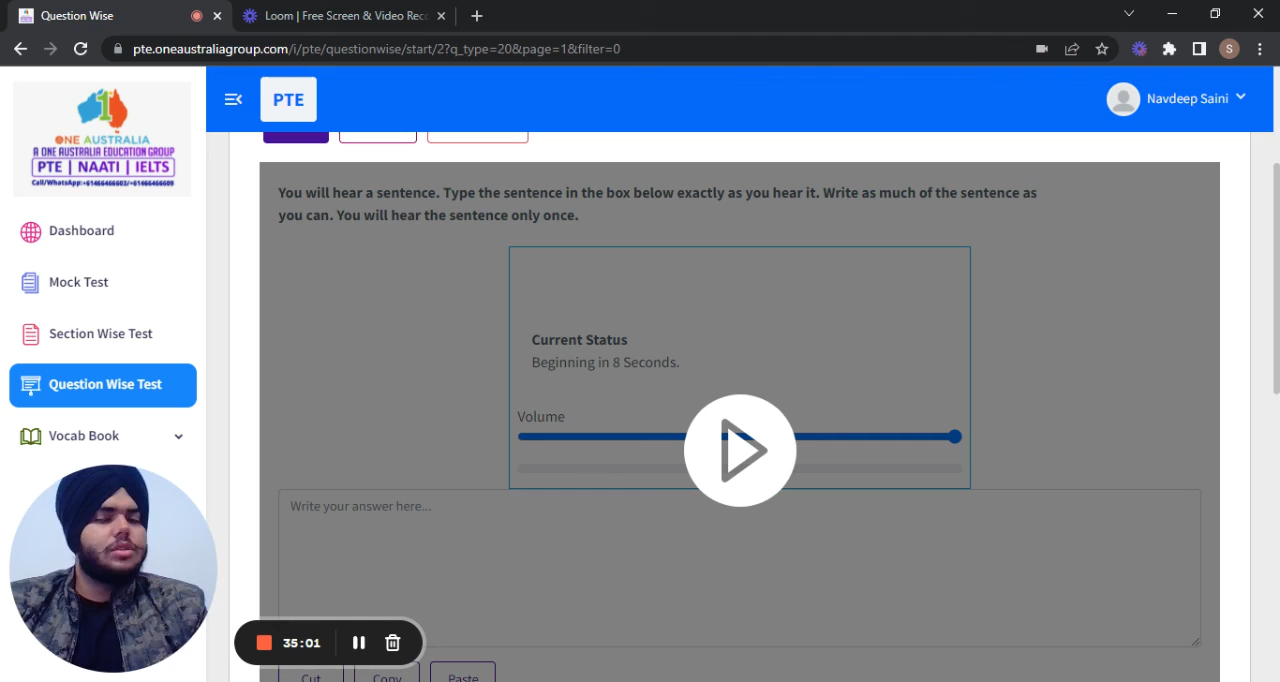 Question Wise
Loom | Free Screen & Video Rec
pte.oneaustraliagroup.com/i/pte/questionwise/start/2?q_type=20&page=1&filter=0
S
1
ONE AUSTRALIA
A ONE AUSTRALIA EDUCATION GROUP
PTE | NAATI | IELTS
PTE
Navdeep Saini
Dashboard
Mock Test
Section Wise Test
Question Wise Test
Vocab Book
You will hear a sentence. Type the sentence in the box below exactly as you hear it. Write as much of the sentence as
you can. You will hear the sentence only once.
Current Status
Beginning in 8 Seconds.
Volume
Write your answer here...
35:01
Cut
Copy
Paste